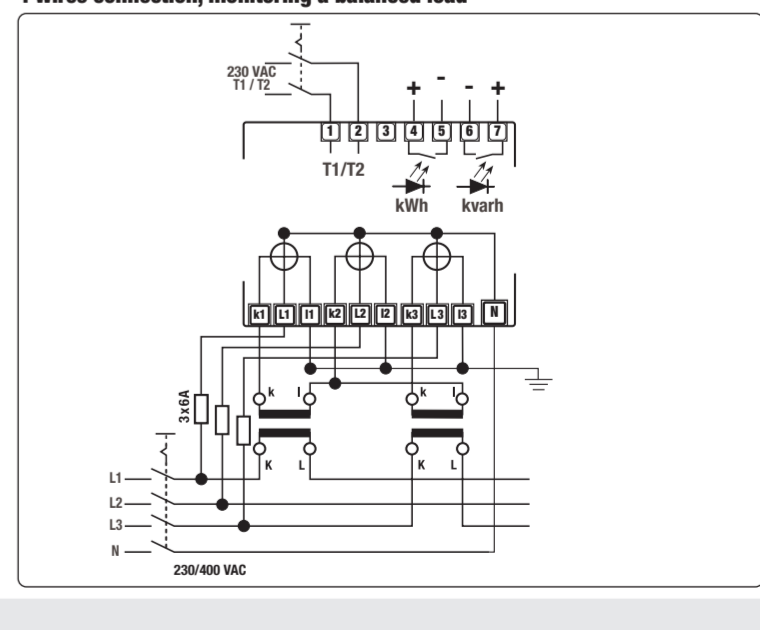 4 wires connection, monitoring a balanced load
230 VAC
T1 / T2
+ - - +
1 2 3 4 5 6 7
T1/T2
kWh kvarh
k1 L1 l1 k2 L2 l2 k3 L3 l3 N
3x6A
k l k l
K L K L
L1
L2
L3
N
230/400 VAC